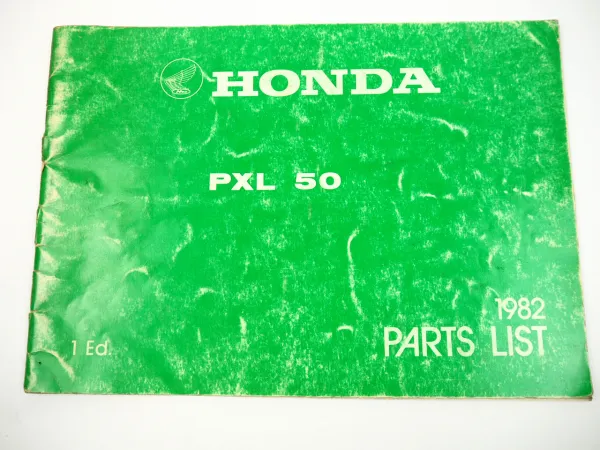 HONDA
PXL 50
1982
1 Ed. PARTS LIST